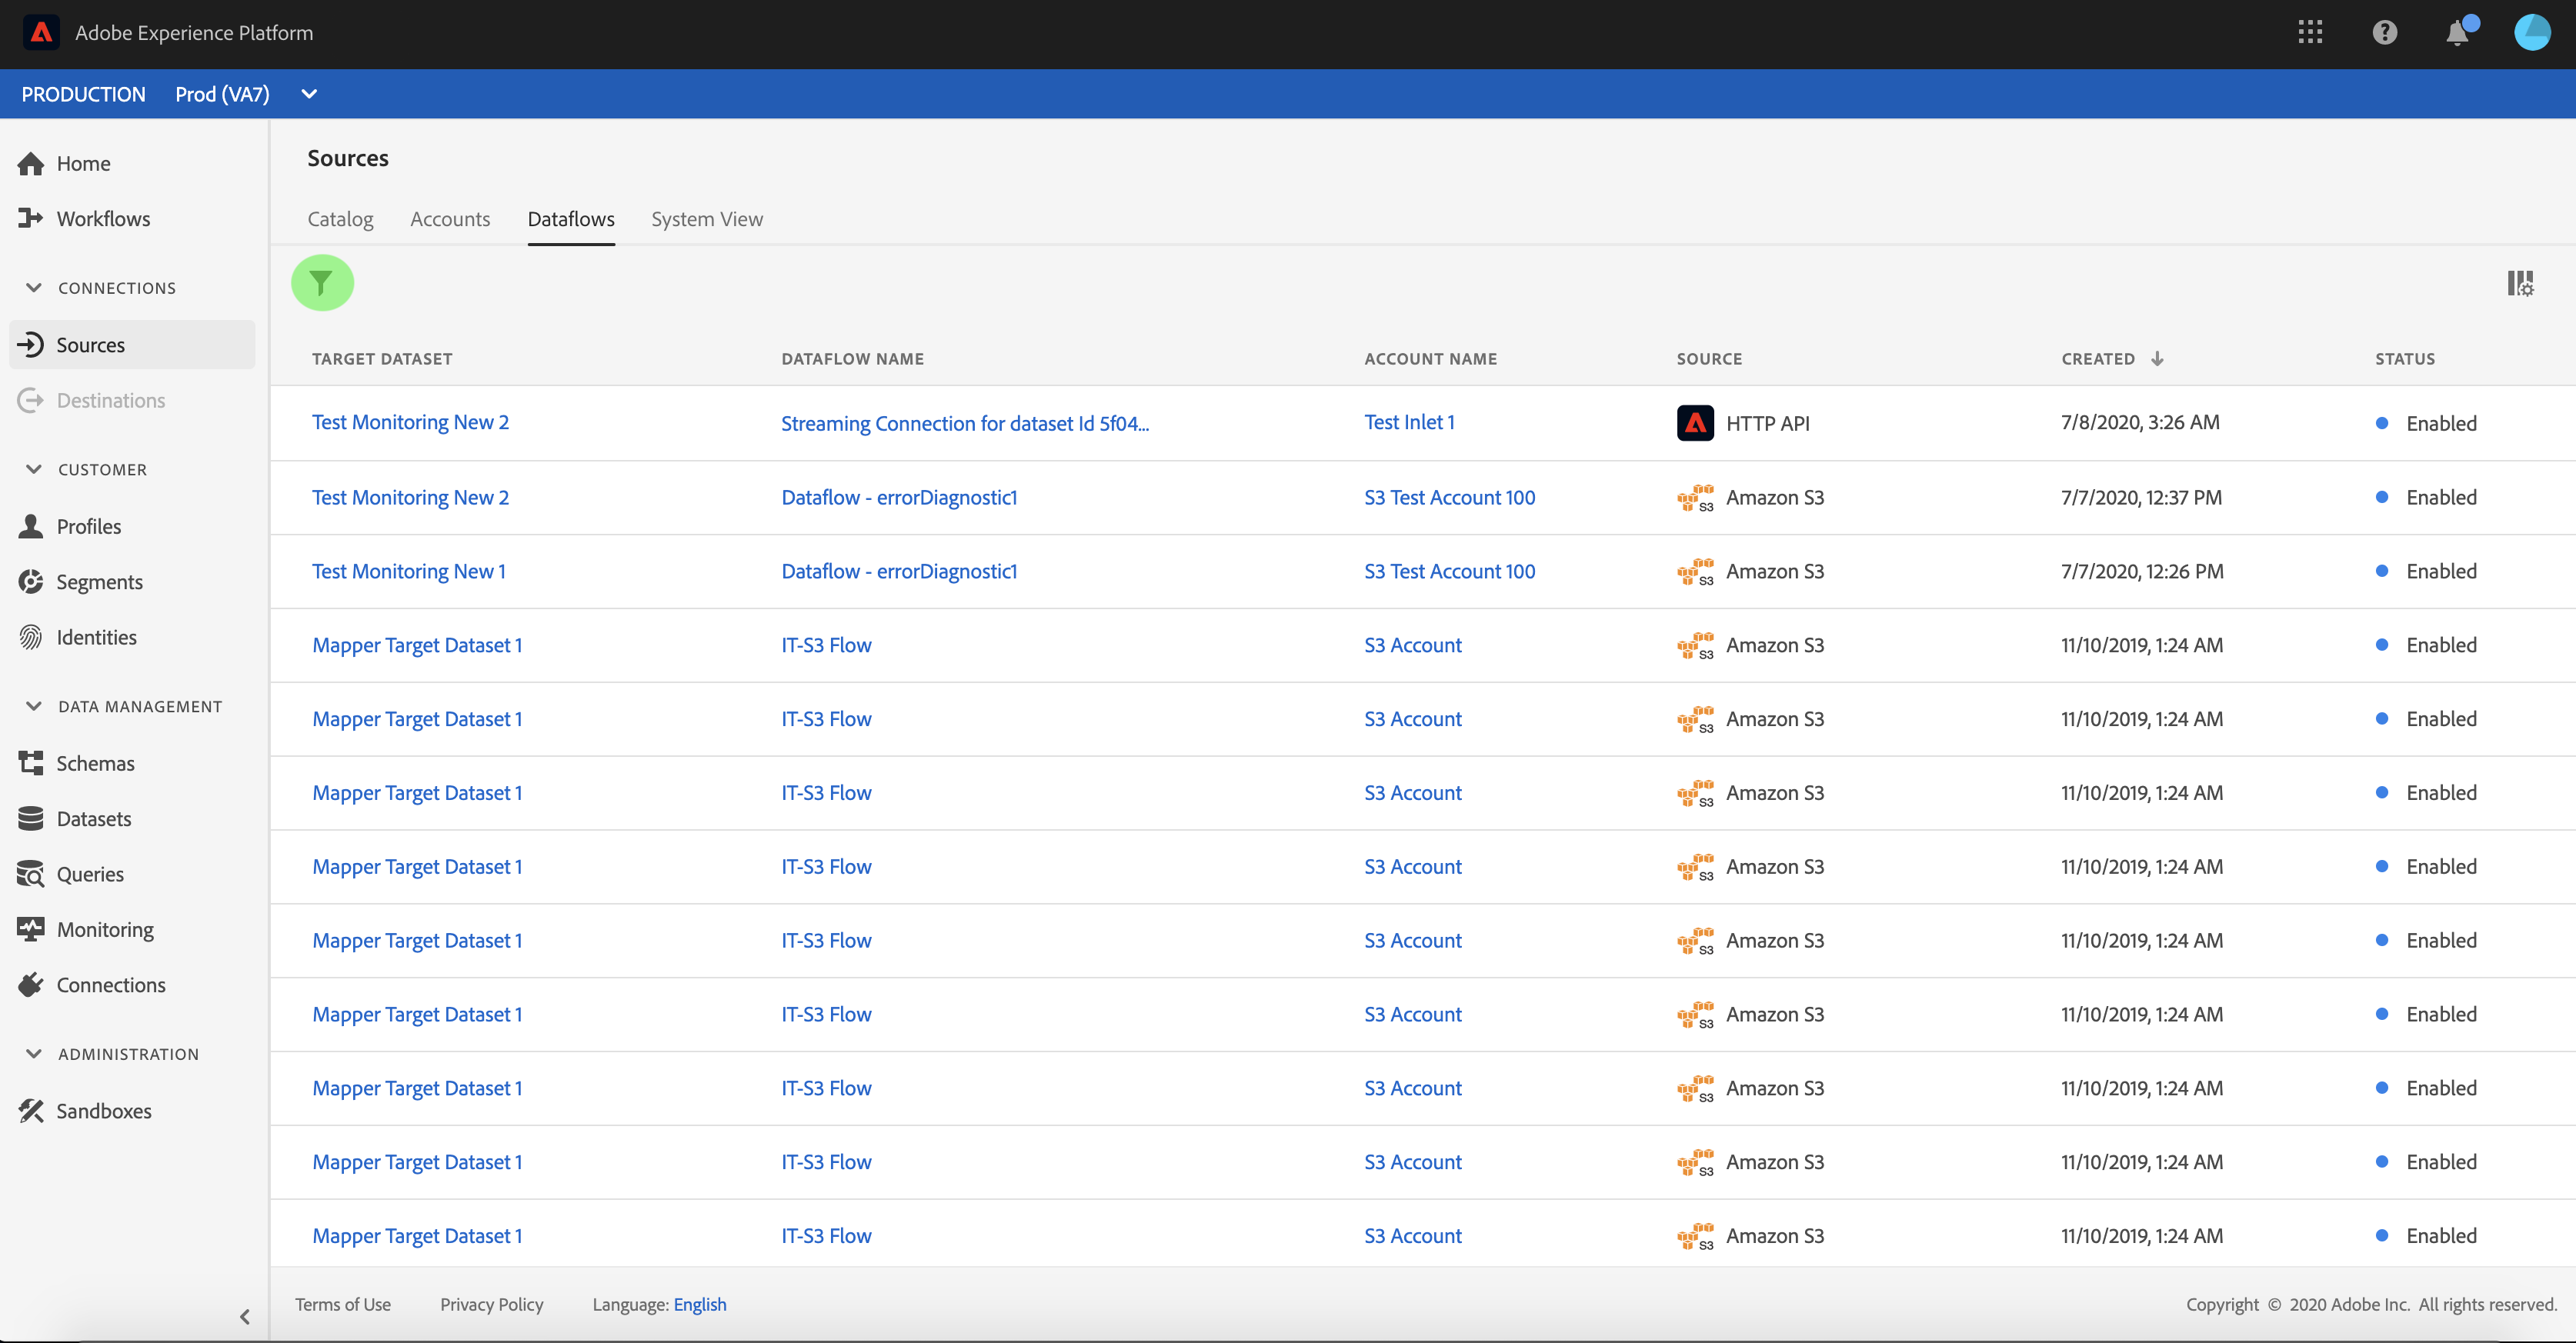 Adobe Experience Platform
PRODUCTION Prod (VA7)
Home
Workflows
CONNECTIONS
Sources
Destinations
CUSTOMER
Profiles
Segments
Identities
DATA MANAGEMENT
Schemas
Datasets
Queries
Monitoring
Connections
ADMINISTRATION
Sandboxes
Sources
Catalog Accounts Dataflows System View
TARGET DATASET DATAFLOW NAME ACCOUNT NAME SOURCE CREATED STATUS
Test Monitoring New 2 Streaming Connection for dataset Id 5f04... Test Inlet 1 HTTP API 7/8/2020, 3:26 AM Enabled
Test Monitoring New 2 Dataflow - errorDiagnostic1 S3 Test Account 100 S3 Amazon S3 7/7/2020, 12:37 PM Enabled
Test Monitoring New 1 Dataflow - errorDiagnostic1 S3 Test Account 100 S3 Amazon S3 7/7/2020, 12:26 PM Enabled
Mapper Target Dataset 1 IT-S3 Flow S3 Account S3 Amazon S3 11/10/2019, 1:24 AM Enabled
Mapper Target Dataset 1 IT-S3 Flow S3 Account S3 Amazon S3 11/10/2019, 1:24 AM Enabled
Mapper Target Dataset 1 IT-S3 Flow S3 Account S3 Amazon S3 11/10/2019, 1:24 AM Enabled
Mapper Target Dataset 1 IT-S3 Flow S3 Account S3 Amazon S3 11/10/2019, 1:24 AM Enabled
Mapper Target Dataset 1 IT-S3 Flow S3 Account S3 Amazon S3 11/10/2019, 1:24 AM Enabled
Mapper Target Dataset 1 IT-S3 Flow S3 Account S3 Amazon S3 11/10/2019, 1:24 AM Enabled
Mapper Target Dataset 1 IT-S3 Flow S3 Account S3 Amazon S3 11/10/2019, 1:24 AM Enabled
Mapper Target Dataset 1 IT-S3 Flow S3 Account S3 Amazon S3 11/10/2019, 1:24 AM Enabled
Mapper Target Dataset 1 IT-S3 Flow S3 Account S3 Amazon S3 11/10/2019, 1:24 AM Enabled
Terms of Use Privacy Policy Language: English Copyright © 2020 Adobe Inc. All rights reserved.